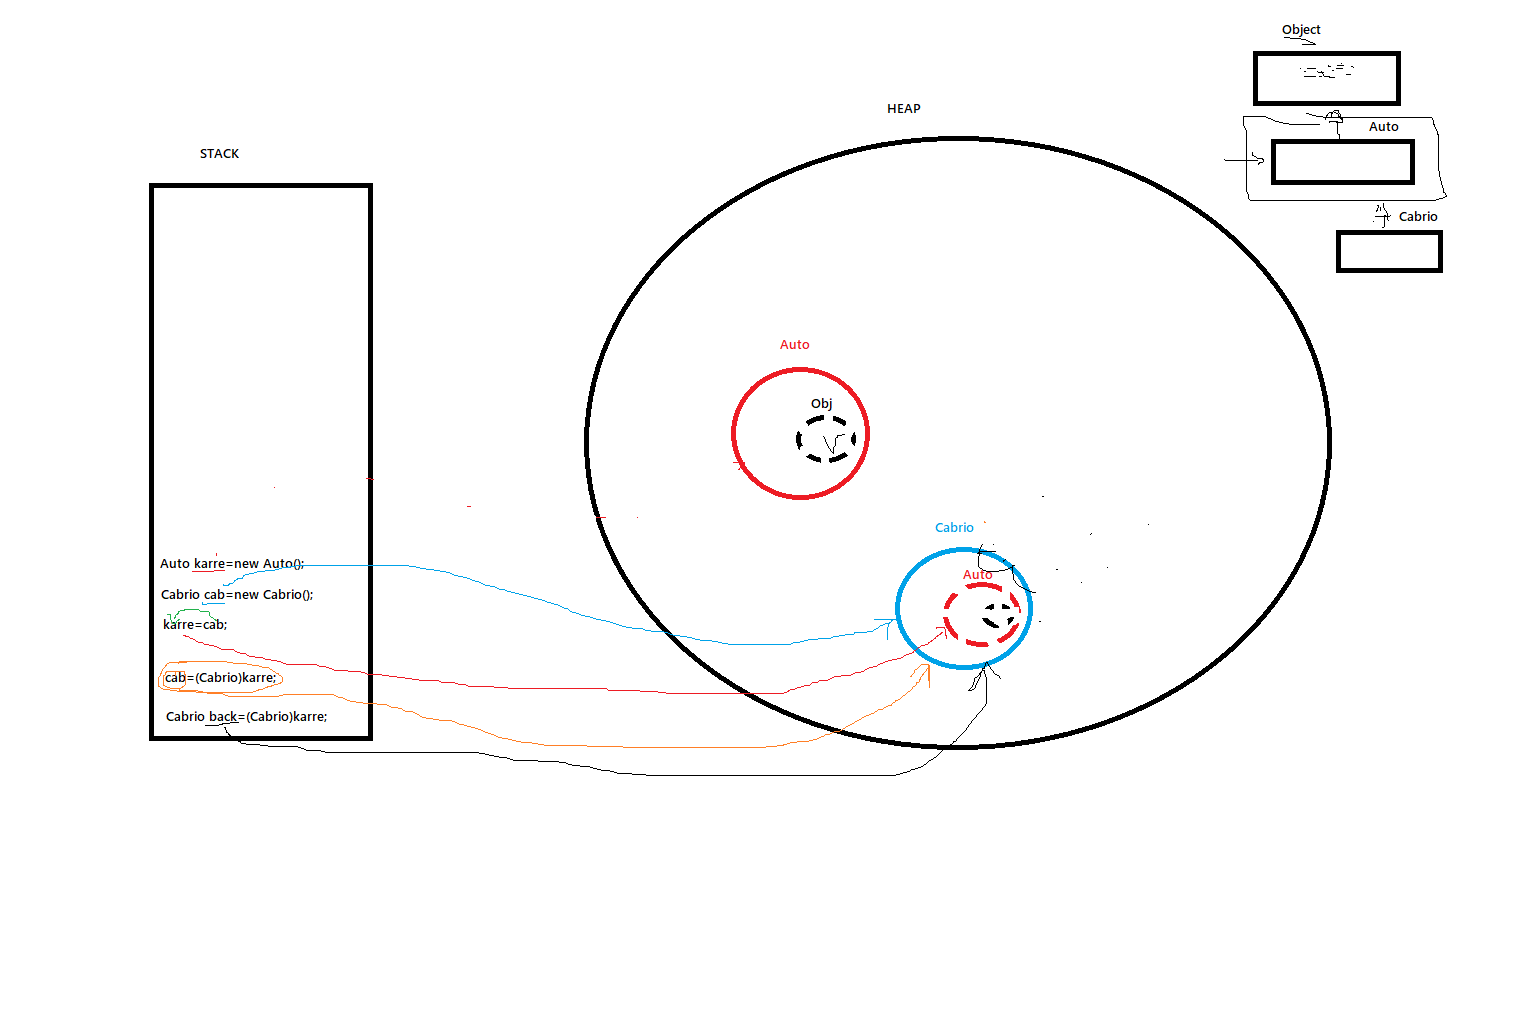 Object
HEAP
Auto
STACK
Cabrio
Auto
Obj
Cabrio
Auto
Auto karre=new Auto();
Cabrio cab=new Cabrio();
karre=cab;
cab=(Cabrio)karre;
Cabrio back=(Cabrio)karre;